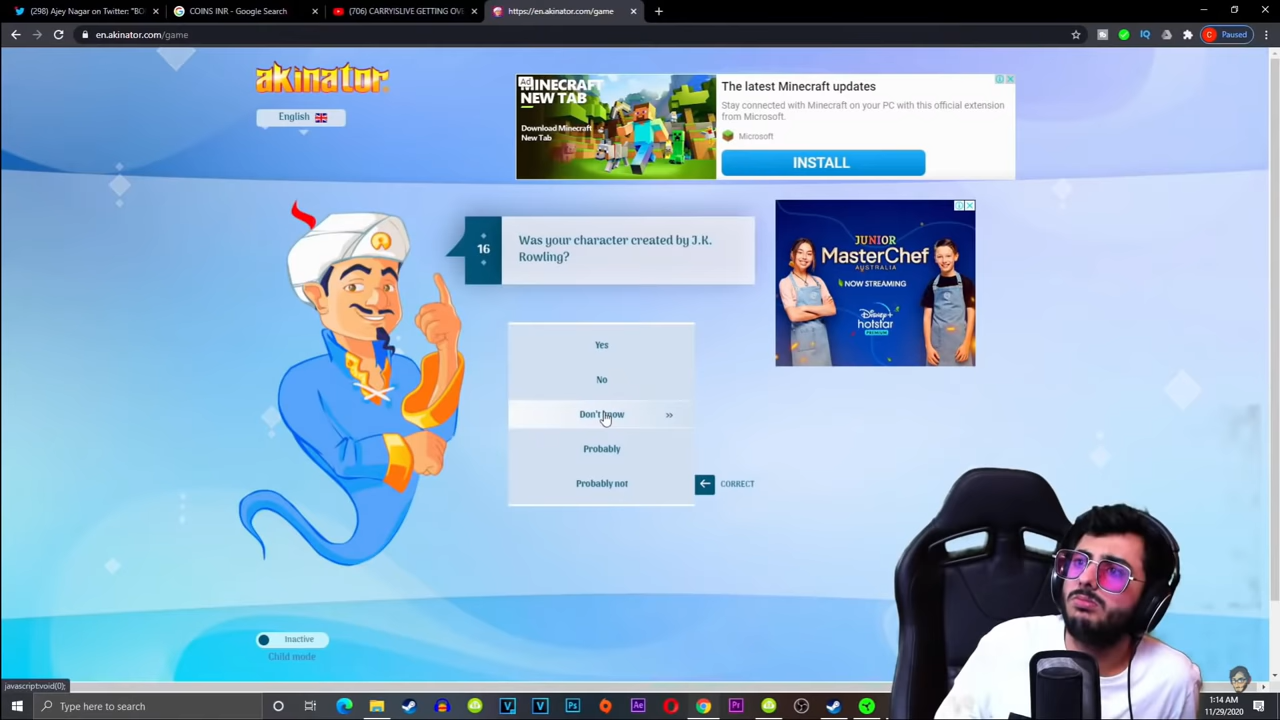 (298) Ajey Nagar on Twitter: "BO
COINS INR - Google Search
(706) CARRYISLIVE GETTING OV
https://en.akinator.com/game
en.akinator.com/game
Paused
akinator
English
Ad
MINECRAFT
NEW TAB
Download Minecraft
New Tab
The latest Minecraft updates
Stay connected with Minecraft on your PC with this official extension
from Microsoft.
Microsoft
INSTALL
16
Was your character created by J.K.
Rowling?
JUNIOR
MASTERCHEF
AUSTRALIA
NOW STREAMING
Disney+
hotstar
PREMIUM
Yes
No
Don't know
Probably
Probably not
CORRECT
Inactive
Child mode
javascript:void(0);
Type here to search
1:14 AM
11/29/2020